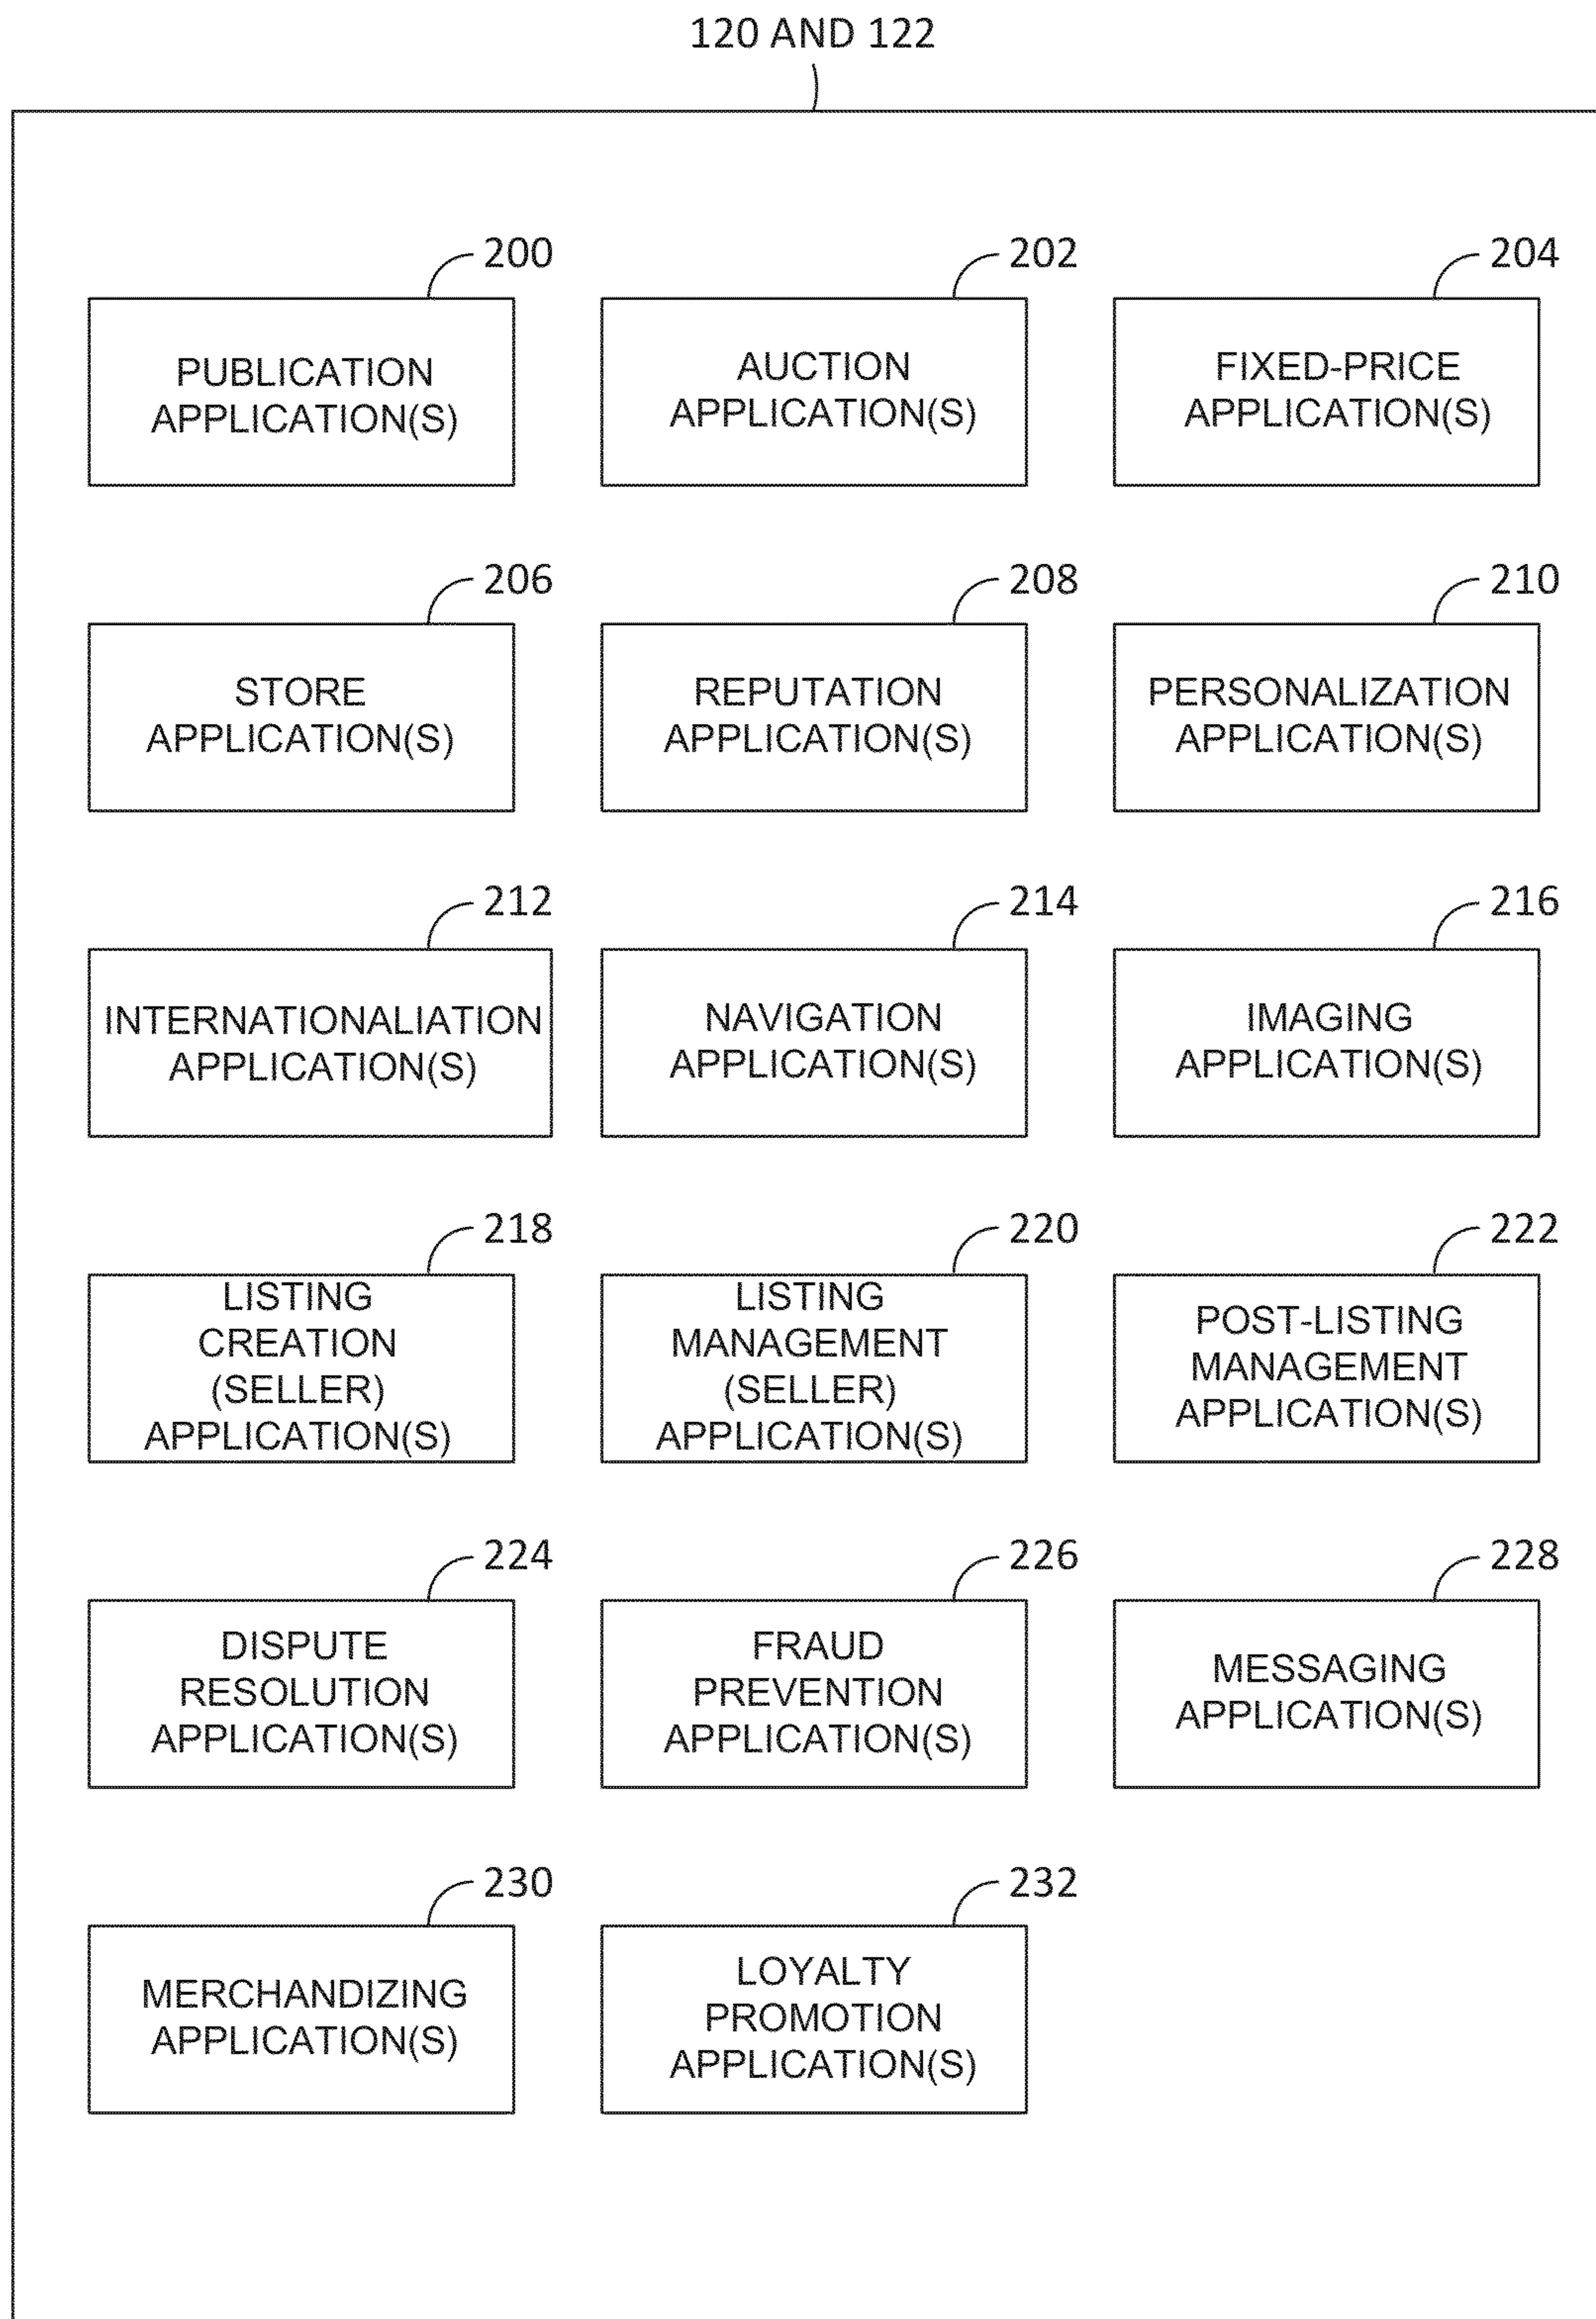 120 AND 122
200
PUBLICATION
APPLICATION(S)
202
AUCTION
APPLICATION(S)
204
FIXED-PRICE
APPLICATION(S)
206
STORE
APPLICATION(S)
208
REPUTATION
APPLICATION(S)
210
PERSONALIZATION
APPLICATION(S)
212
INTERNATIONALIATION
APPLICATION(S)
214
NAVIGATION
APPLICATION(S)
216
IMAGING
APPLICATION(S)
218
LISTING
CREATION
(SELLER)
APPLICATION(S)
220
LISTING
MANAGEMENT
(SELLER)
APPLICATION(S)
222
POST-LISTING
MANAGEMENT
APPLICATION(S)
224
DISPUTE
RESOLUTION
APPLICATION(S)
226
FRAUD
PREVENTION
APPLICATION(S)
228
MESSAGING
APPLICATION(S)
230
MERCHANDIZING
APPLICATION(S)
232
LOYALTY
PROMOTION
APPLICATION(S)